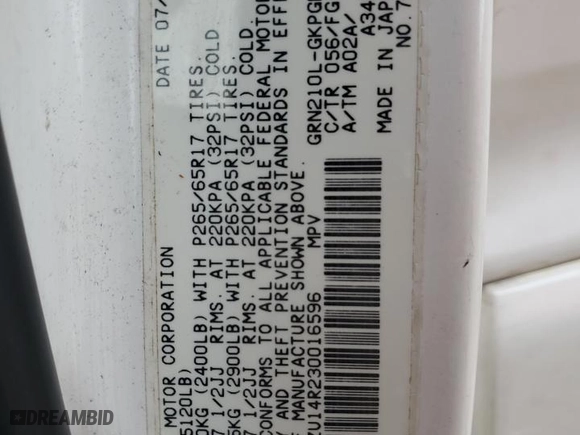 MOTOR CORPORATION DATE 07/
5120LB)
0KG (2400LB) WITH P265/65R17 TIRES.
7 1/2JJ RIMS. AT 220KPA (32PSI) COLD
5KG (2900LB) WITH P265/65R17 TIRES.
7 1/2JJ RIMS. AT 220KPA (32PSI) COLD.
CONFORMS TO ALL APPLICABLE FEDERAL MOTOR
Y AND THEFT PREVENTION STANDARDS IN EFFE
F MANUFACTURE SHOWN ABOVE.
U14R230016596 MPV
GRN210L-GKPG
C/TR 056/FG
A/TM A02A/
A34
MADE IN JAPA
NO.7
DREAMBID